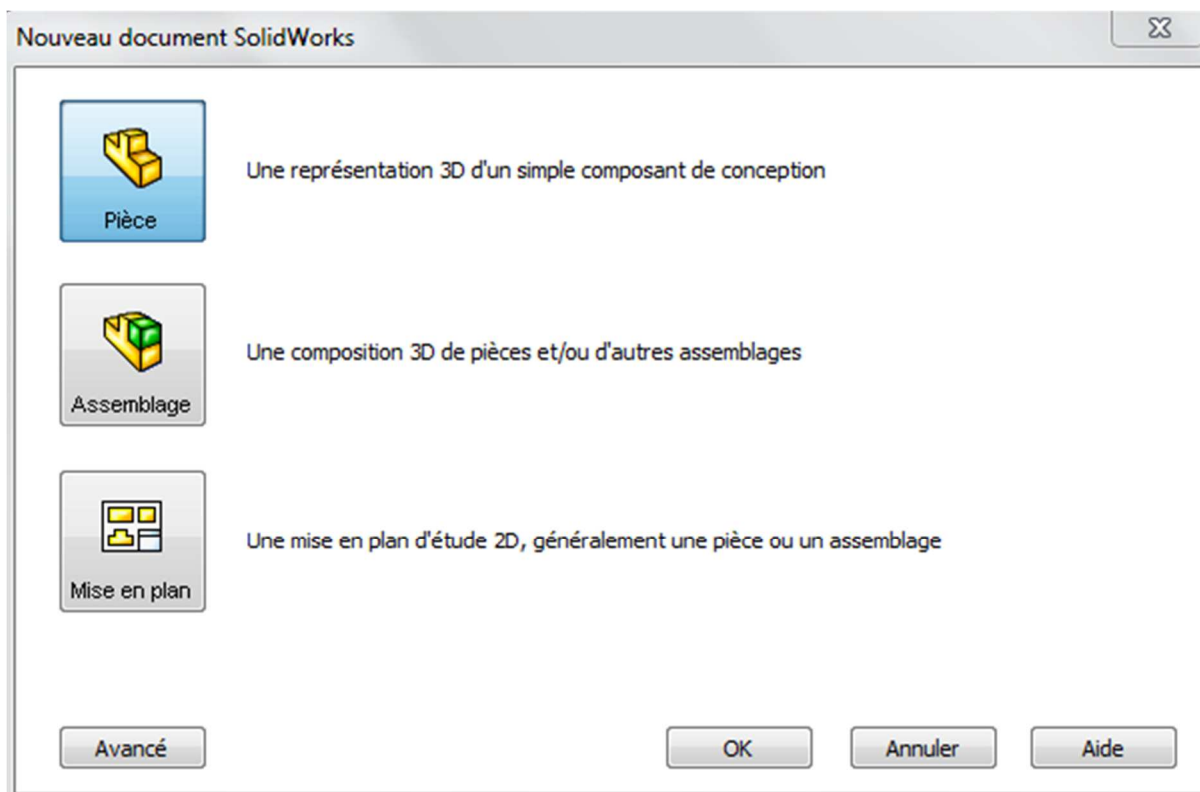 Nouveau document SolidWorks
Pièce
Une représentation 3D d'un simple composant de conception
Assemblage
Une composition 3D de pièces et/ou d'autres assemblages
Mise en plan
Une mise en plan d'étude 2D, généralement une pièce ou un assemblage
Avancé
OK
Annuler
Aide